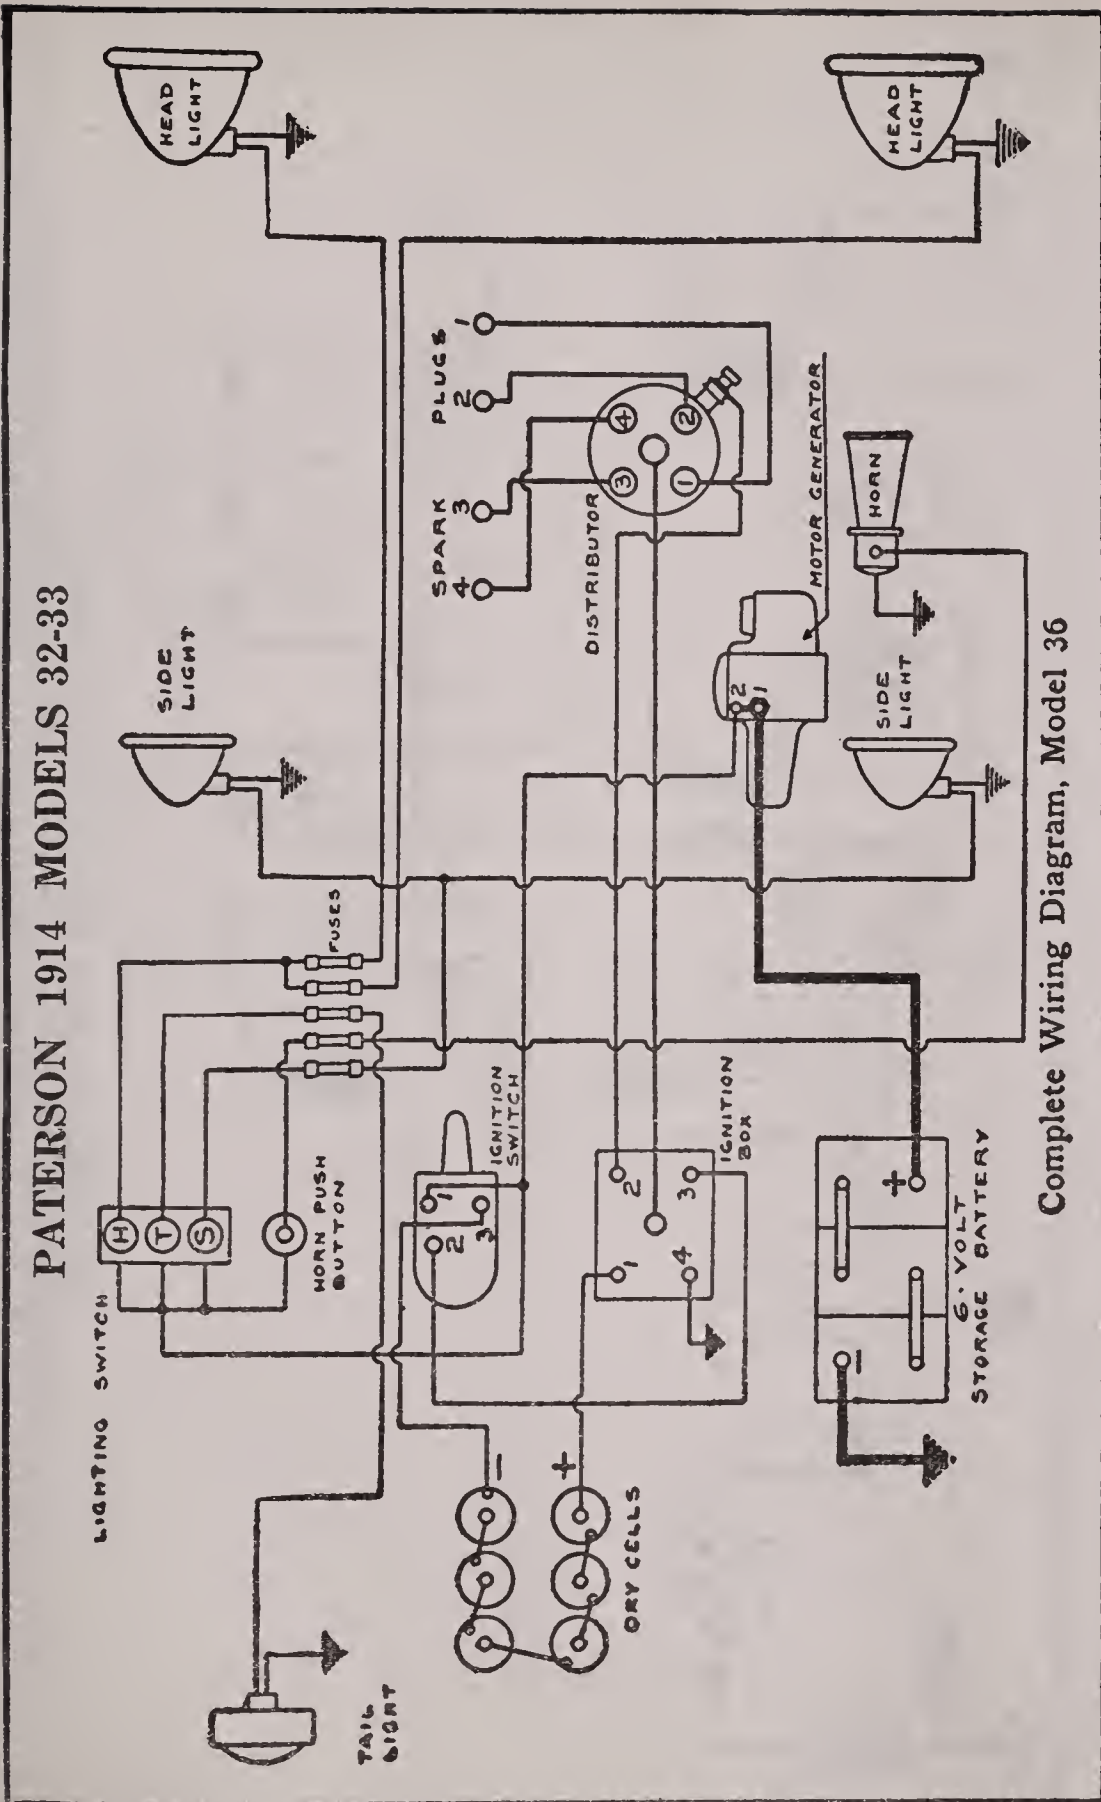 PATERSON 1914 MODELS 32-33
LIGHTING SWITCH
H
T
S
HORN PUSH
BUTTON
FUSES
SIDE
LIGHT
HEAD
LIGHT
TAIL
LIGHT
IGNITION
SWITCH
1
2
3
SPARK PLUGS
4 3 2 1
DISTRIBUTOR
3 4
1 2
DRY CELLS
- +
IGNITION
BOX
1 2
4 3
MOTOR GENERATOR
2
1
HORN
SIDE
LIGHT
HEAD
LIGHT
6. VOLT
STORAGE BATTERY
- +
Complete Wiring Diagram, Model 36